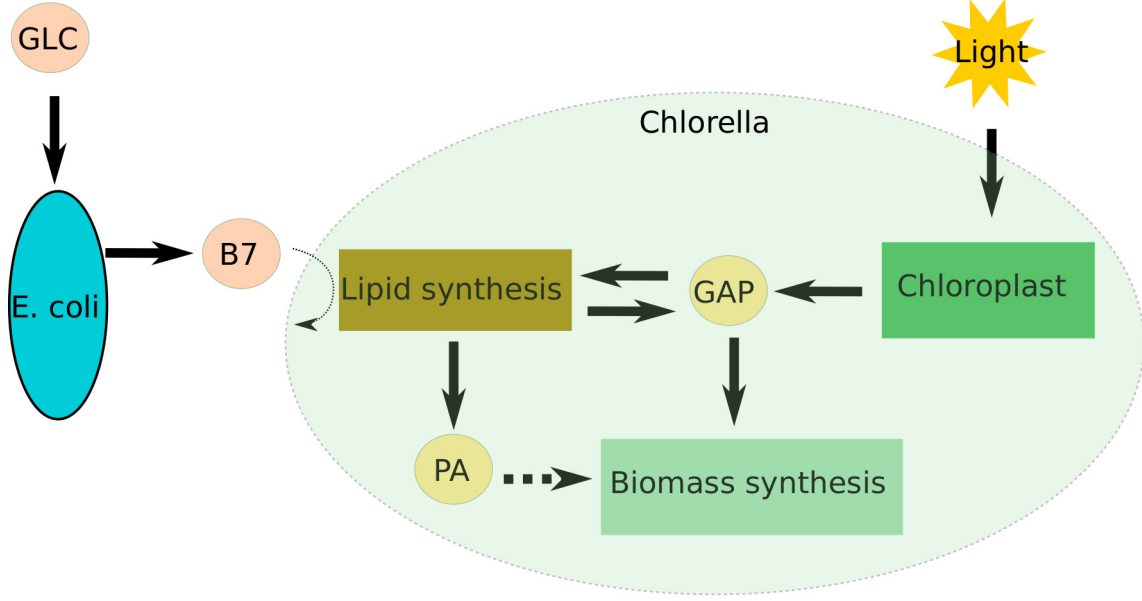 GLC
Light
Chlorella
B7
E. coli
Lipid synthesis
GAP
Chloroplast
PA
Biomass synthesis